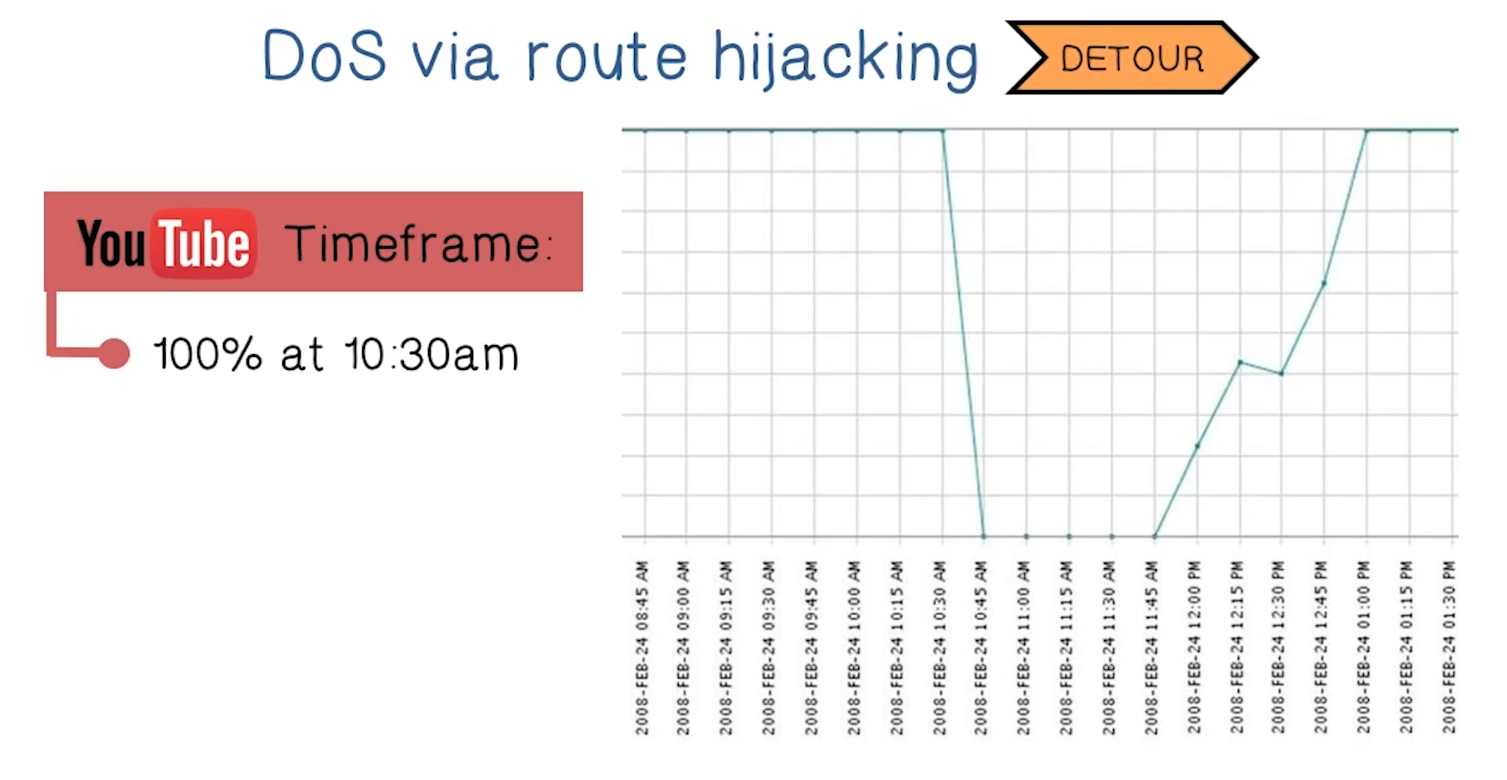 DoS via route hijacking
DETOUR
YouTube Timeframe:
100% at 10:30am
2008-FEB-24 08:45 AM
2008-FEB-24 09:00 AM
2008-FEB-24 09:15 AM
2008-FEB-24 09:30 AM
2008-FEB-24 09:45 AM
2008-FEB-24 10:00 AM
2008-FEB-24 10:15 AM
2008-FEB-24 10:30 AM
2008-FEB-24 10:45 AM
2008-FEB-24 11:00 AM
2008-FEB-24 11:15 AM
2008-FEB-24 11:30 AM
2008-FEB-24 11:45 AM
2008-FEB-24 12:00 PM
2008-FEB-24 12:15 PM
2008-FEB-24 12:30 PM
2008-FEB-24 12:45 PM
2008-FEB-24 01:00 PM
2008-FEB-24 01:15 PM
2008-FEB-24 01:30 PM